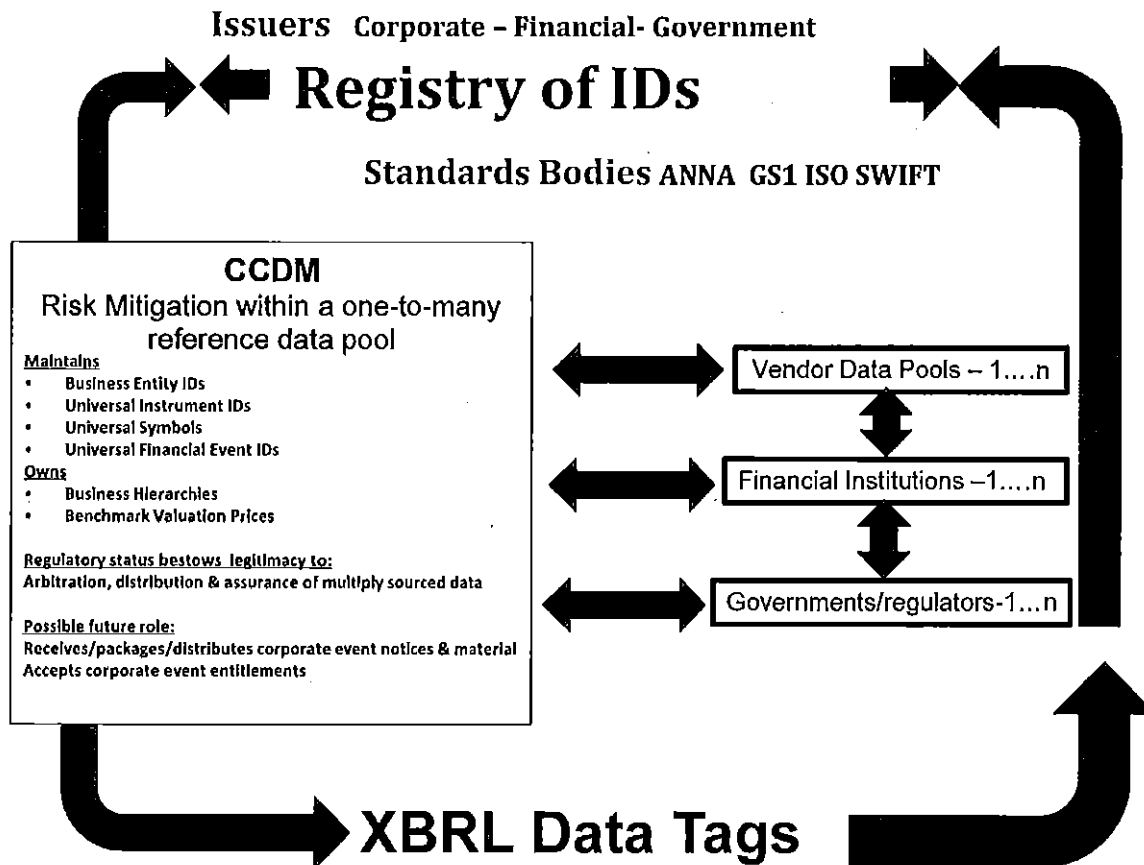 Issuers Corporate – Financial- Government
Registry of IDs
Standards Bodies ANNA GS1 ISO SWIFT
CCDM
Risk Mitigation within a one-to-many
reference data pool
Maintains
• Business Entity IDs
• Universal Instrument IDs
• Universal Symbols
• Universal Financial Event IDs
Owns
• Business Hierarchies
• Benchmark Valuation Prices
Regulatory status bestows legitimacy to:
Arbitration, distribution & assurance of multiply sourced data
Possible future role:
Receives/packages/distributes corporate event notices & material
Accepts corporate event entitlements
Vendor Data Pools – 1....n
Financial Institutions –1....n
Governments/regulators-1...n
XBRL Data Tags